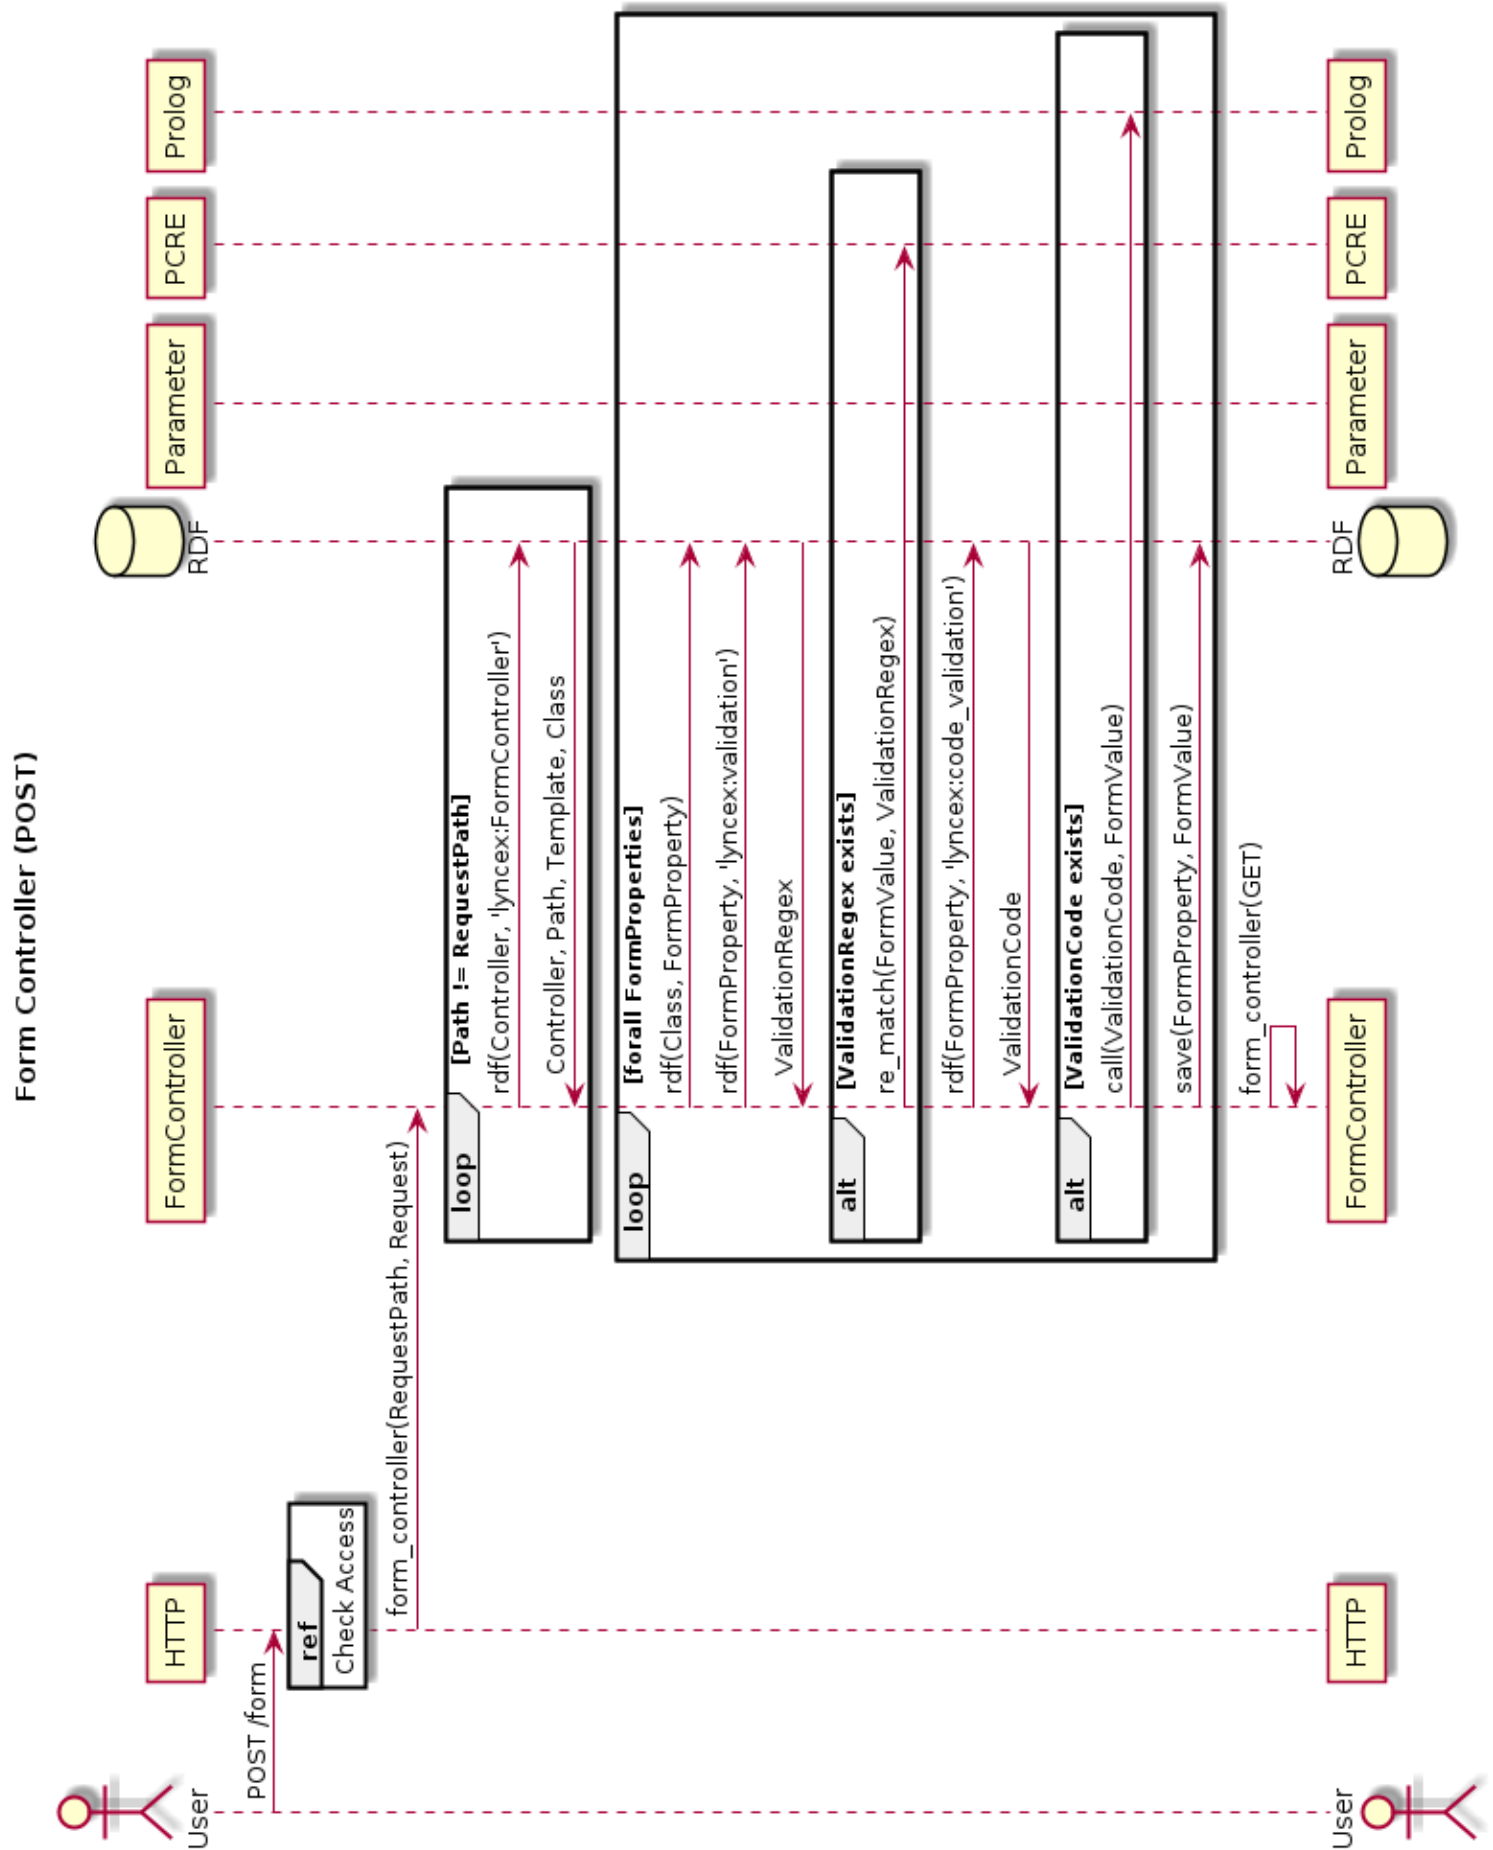 Form Controller (POST)
User
HTTP
FormController
RDF
Parameter
PCRE
Prolog
POST /form
ref
Check Access
form_controller(RequestPath, Request)
loop
[Path != RequestPath]
rdf(Controller, 'lyncex:FormController')
Controller, Path, Template, Class
loop
[forall FormProperties]
rdf(Class, FormProperty)
rdf(FormProperty, 'lyncex:validation')
ValidationRegex
alt
[ValidationRegex exists]
re_match(FormValue, ValidationRegex)
rdf(FormProperty, 'lyncex:code_validation')
ValidationCode
alt
[ValidationCode exists]
call(ValidationCode, FormValue)
save(FormProperty, FormValue)
form_controller(GET)
User
HTTP
FormController
RDF
Parameter
PCRE
Prolog